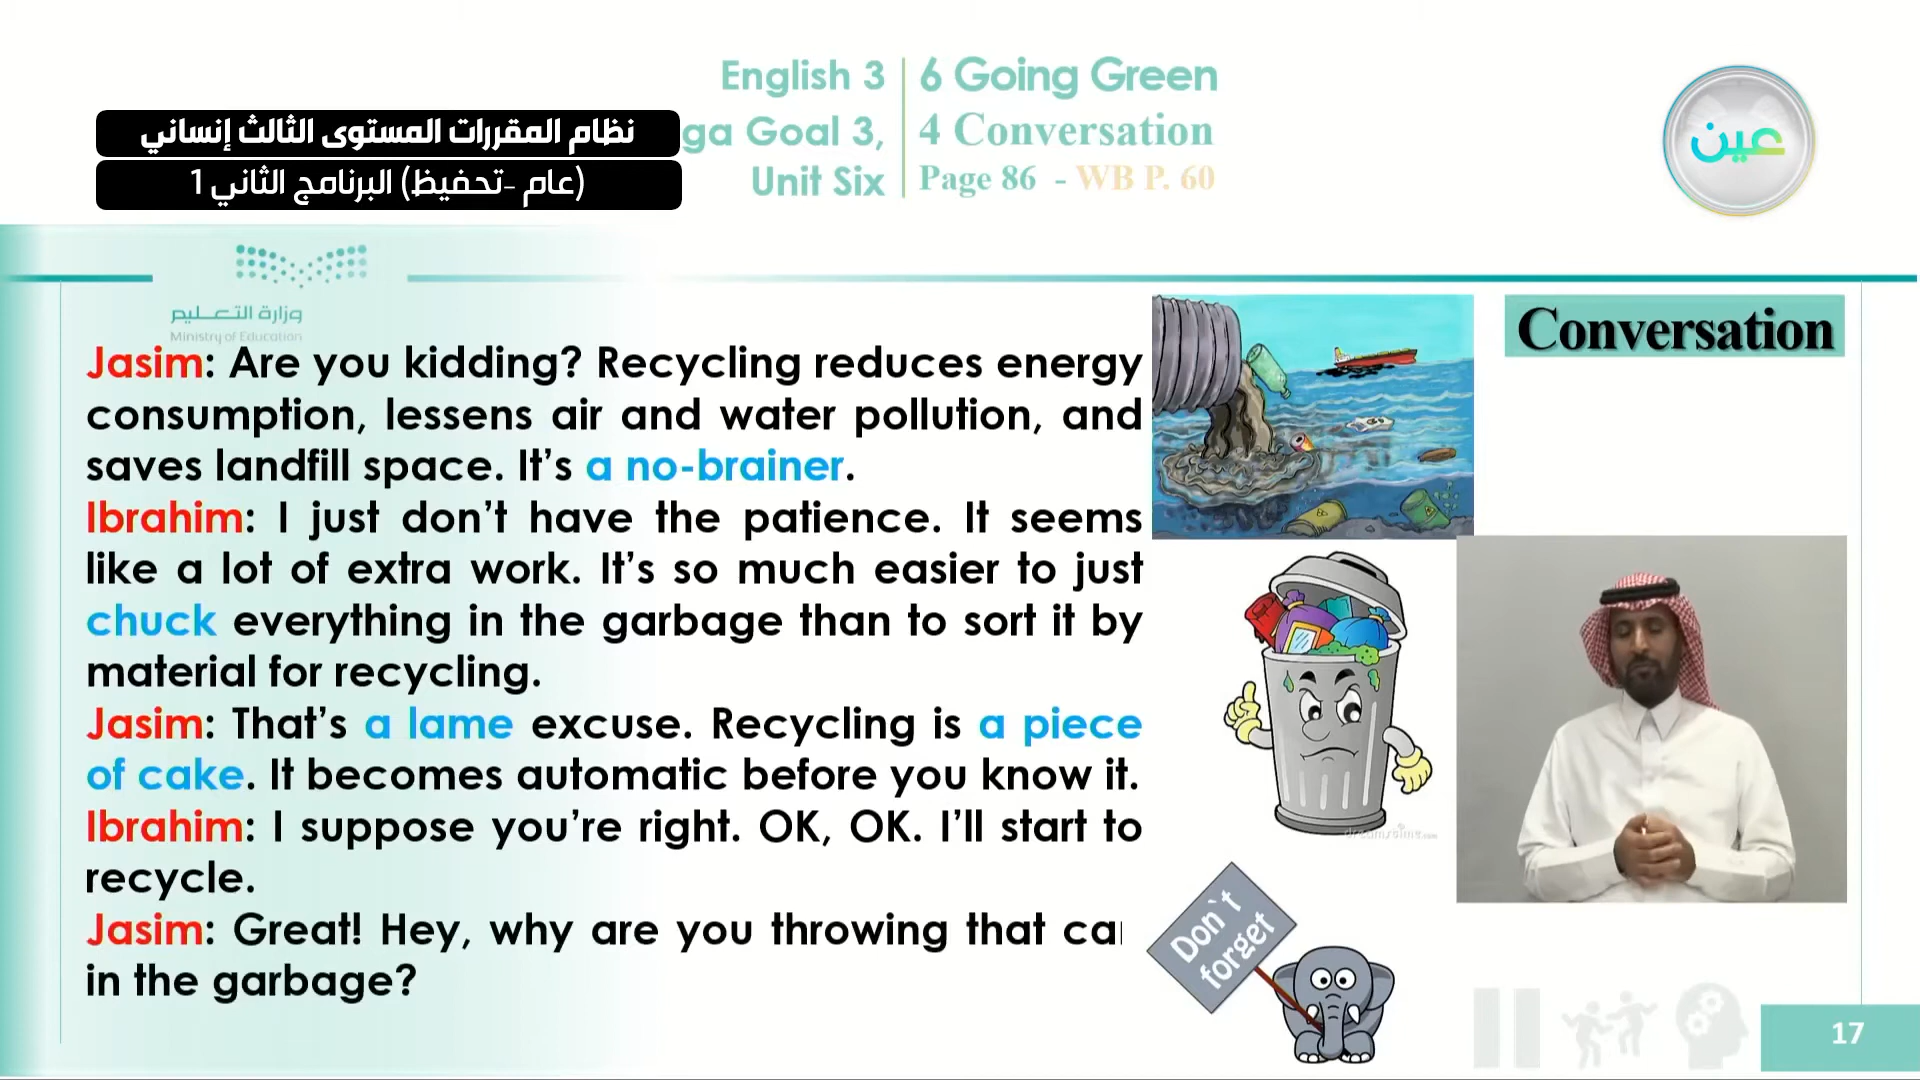 English 3
6 Going Green
نظام المقررات المستوى الثالث إنساني
ga Goal 3,
4 Conversation
(عام -تحفيظ) البرنامج الثاني 1
Unit Six
Page 86 - WB P. 60
عين
وزارة التعليم
Ministry of Education
Conversation
Jasim: Are you kidding? Recycling reduces energy
consumption, lessens air and water pollution, and
saves landfill space. It's a no-brainer.
Ibrahim: I just don't have the patience. It seems
like a lot of extra work. It's so much easier to just
chuck everything in the garbage than to sort it by
material for recycling.
Jasim: That's a lame excuse. Recycling is a piece
of cake. It becomes automatic before you know it.
Ibrahim: I suppose you're right. OK, OK. I'll start to
recycle.
Jasim: Great! Hey, why are you throwing that
in the garbage?
dreamstime.com
Don`t
forget
17